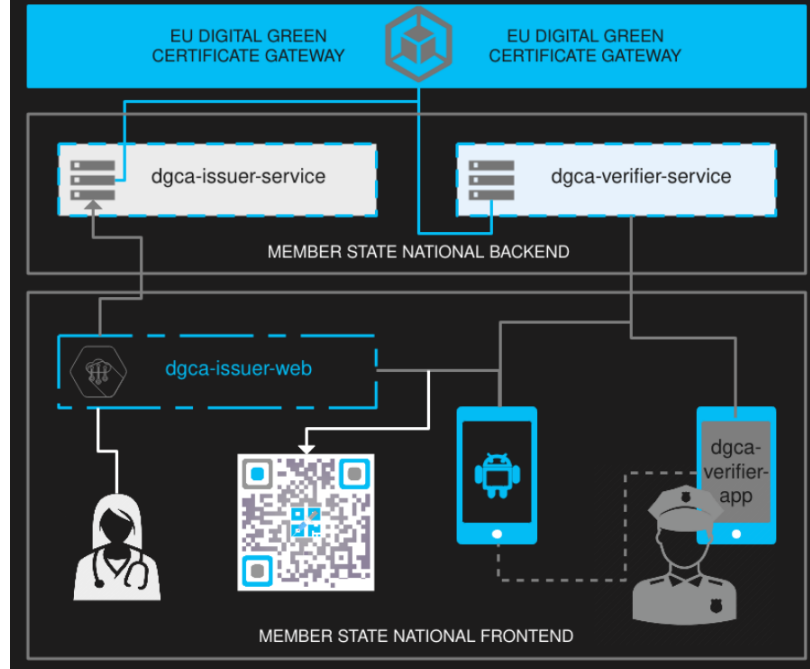 EU DIGITAL GREEN
CERTIFICATE GATEWAY
EU DIGITAL GREEN
CERTIFICATE GATEWAY
dgca-issuer-service
dgca-verifier-service
MEMBER STATE NATIONAL BACKEND
dgca-issuer-web
dgca-
verifier-
app
MEMBER STATE NATIONAL FRONTEND